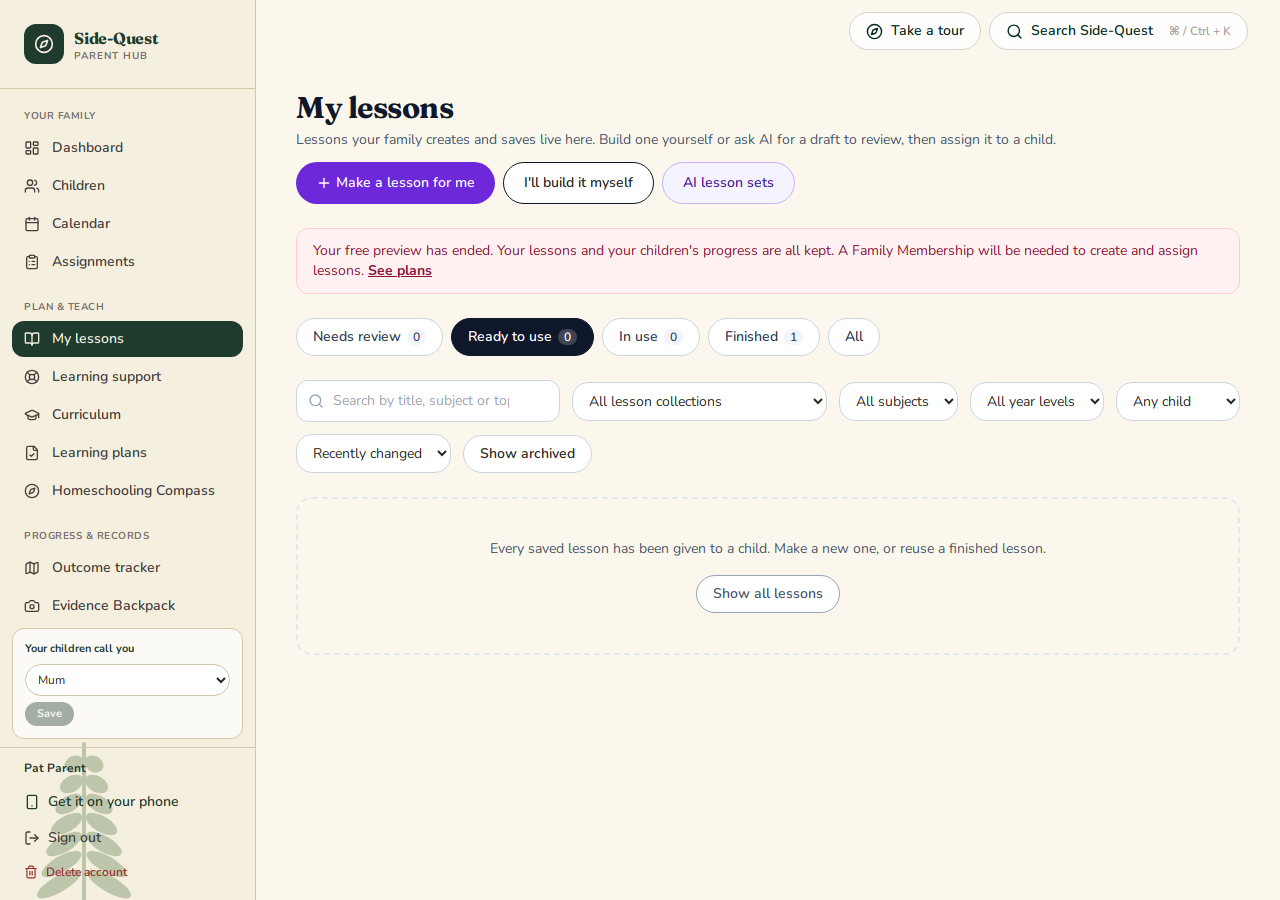 Side-Quest
PARENT HUB
Take a tour
Search Side-Quest ⌘ / Ctrl + K
YOUR FAMILY
Dashboard
Children
Calendar
Assignments
PLAN & TEACH
My lessons
Learning support
Curriculum
Learning plans
Homeschooling Compass
PROGRESS & RECORDS
Outcome tracker
Evidence Backpack
Your children call you
Mum
Save
Pat Parent
Get it on your phone
Sign out
Delete account
My lessons
Lessons your family creates and saves live here. Build one yourself or ask AI for a draft to review, then assign it to a child.
Make a lesson for me
I'll build it myself
AI lesson sets
Your free preview has ended. Your lessons and your children's progress are all kept. A Family Membership will be needed to create and assign
lessons. See plans
Needs review 0
Ready to use 0
In use 0
Finished 1
All
Search by title, subject or top
All lesson collections
All subjects
All year levels
Any child
Recently changed
Show archived
Every saved lesson has been given to a child. Make a new one, or reuse a finished lesson.
Show all lessons